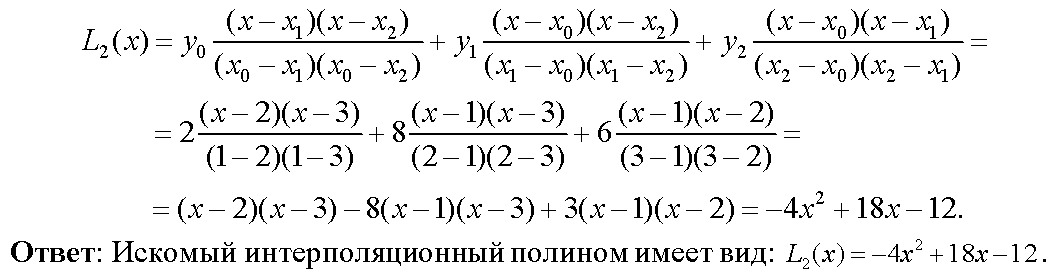 L₂(x) = y₀ (x − x₁)(x − x₂) / (x₀ − x₁)(x₀ − x₂) + y₁ (x − x₀)(x − x₂) / (x₁ − x₀)(x₁ − x₂) + y₂ (x − x₀)(x − x₁) / (x₂ − x₀)(x₂ − x₁) =
= 2 (x − 2)(x − 3) / (1 − 2)(1 − 3) + 8 (x − 1)(x − 3) / (2 − 1)(2 − 3) + 6 (x − 1)(x − 2) / (3 − 1)(3 − 2) =
= (x − 2)(x − 3) − 8(x − 1)(x − 3) + 3(x − 1)(x − 2) = −4x² + 18x − 12.
Ответ: Искомый интерполяционный полином имеет вид: L₂(x) = −4x² + 18x − 12.